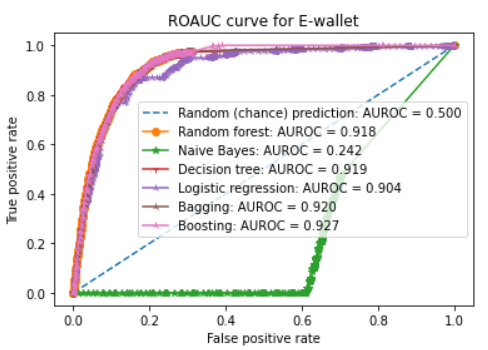 ROAUC curve for E-wallet
1.0
0.8
0.6
0.4
0.2
0.0
True positive rate
Random (chance) prediction: AUROC = 0.500
Random forest: AUROC = 0.918
Naive Bayes: AUROC = 0.242
Decision tree: AUROC = 0.919
Logistic regression: AUROC = 0.904
Bagging: AUROC = 0.920
Boosting: AUROC = 0.927
0.0 0.2 0.4 0.6 0.8 1.0
False positive rate